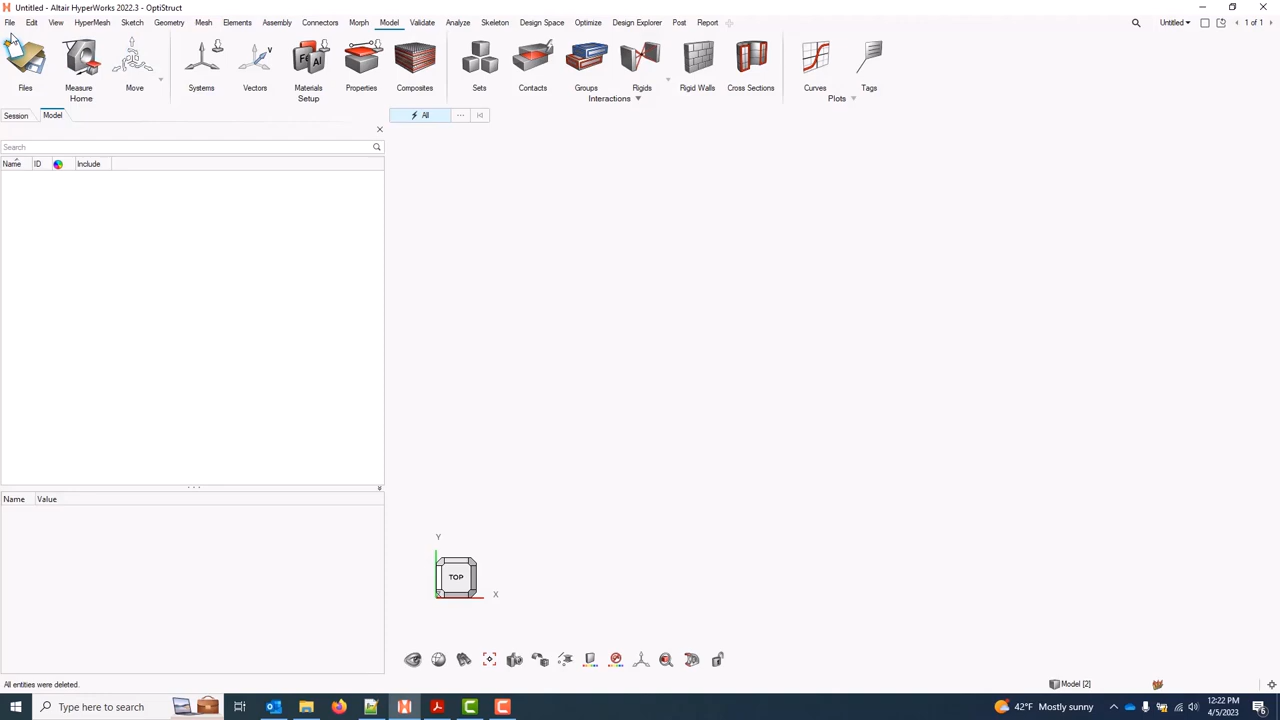 Untitled - Altair HyperWorks 2022.3 - OptiStruct
File Edit View HyperMesh Sketch Geometry Mesh Elements Assembly Connectors Morph Model Validate Analyze Skeleton Design Space Optimize Design Explorer Post Report Untitled 1 of 1
Fe Al V
Files Measure Move Systems Vectors Materials Properties Composites Sets Contacts Groups Rigids Rigid Walls Cross Sections Curves Tags
Home Setup Interactions Plots
Session Model All ...
Search
Name ID Include
Name Value
Y
TOP
X
All entities were deleted. Model [2]
Type here to search 42°F Mostly sunny 12:22 PM
4/5/2023